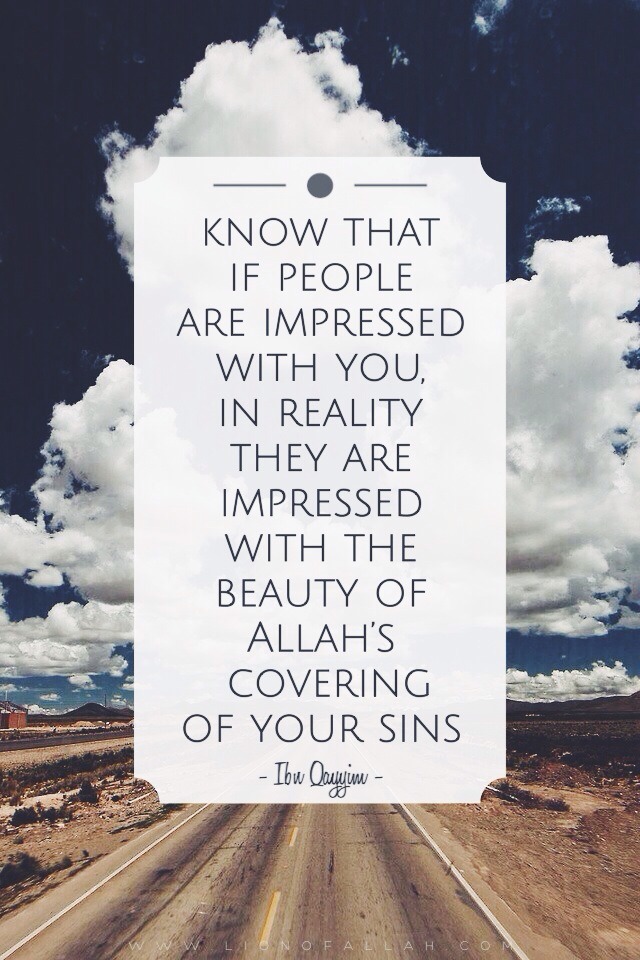 KNOW THAT
IF PEOPLE
ARE IMPRESSED
WITH YOU,
IN REALITY
THEY ARE
IMPRESSED
WITH THE
BEAUTY OF
ALLAH'S
COVERING
OF YOUR SINS
- Ibn Qayyim -
WWW.LIONOFALLAH.COM